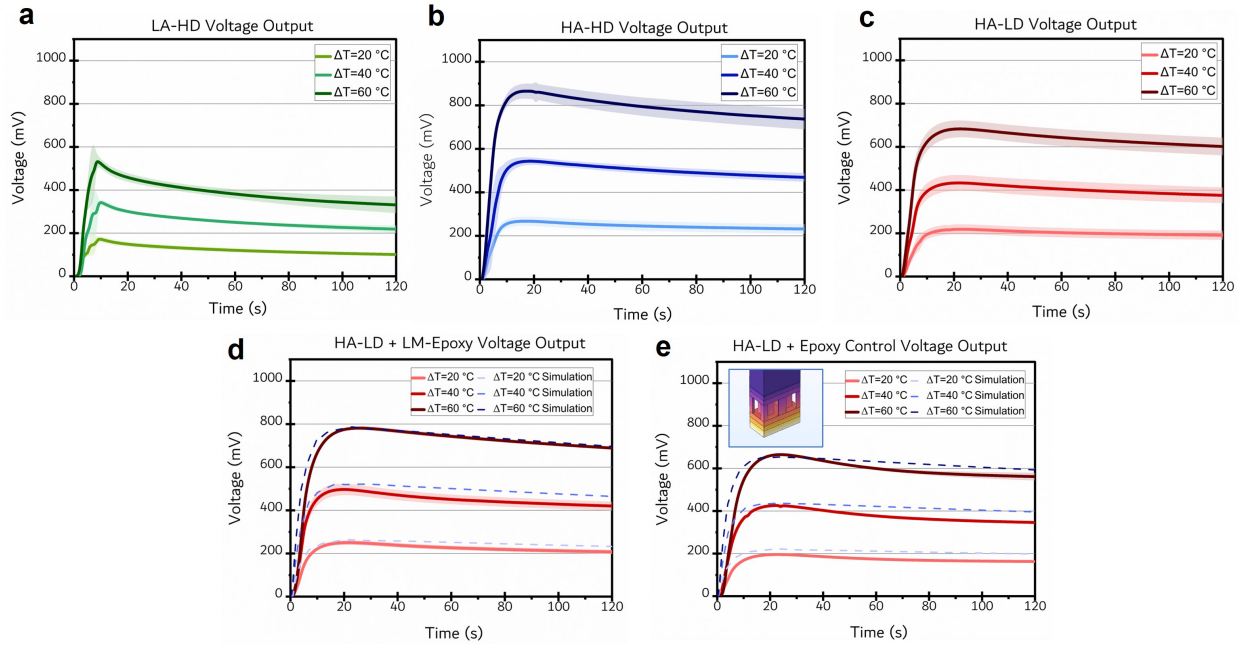 a
LA-HD Voltage Output
ΔT=20 °C
ΔT=40 °C
ΔT=60 °C
Voltage (mV)
1000
800
600
400
200
0
0 20 40 60 80 100 120
Time (s)
b
HA-HD Voltage Output
ΔT=20 °C
ΔT=40 °C
ΔT=60 °C
Voltage (mV)
1000
800
600
400
200
0
0 20 40 60 80 100 120
Time (s)
c
HA-LD Voltage Output
ΔT=20 °C
ΔT=40 °C
ΔT=60 °C
Voltage (mV)
1000
800
600
400
200
0
0 20 40 60 80 100 120
Time (s)
d
HA-LD + LM-Epoxy Voltage Output
ΔT=20 °C ΔT=20 °C Simulation
ΔT=40 °C ΔT=40 °C Simulation
ΔT=60 °C ΔT=60 °C Simulation
Voltage (mV)
1000
800
600
400
200
0
0 20 40 60 80 100 120
Time (s)
e
HA-LD + Epoxy Control Voltage Output
ΔT=20 °C ΔT=20 °C Simulation
ΔT=40 °C ΔT=40 °C Simulation
ΔT=60 °C ΔT=60 °C Simulation
Voltage (mV)
1000
800
600
400
200
0
0 20 40 60 80 100 120
Time (s)